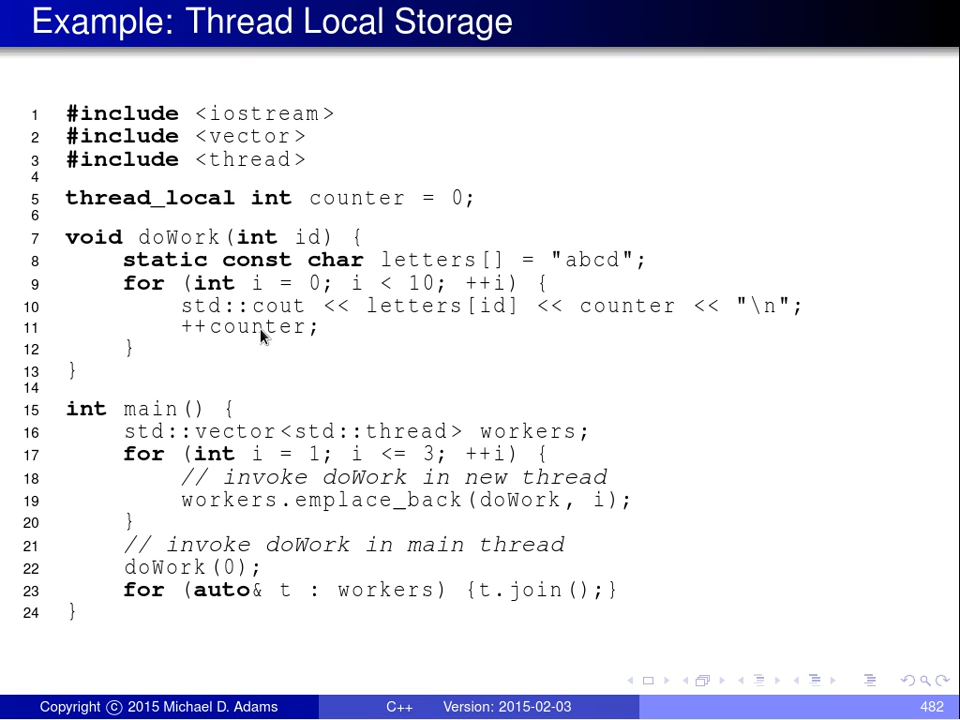 Example: Thread Local Storage
1 #include <iostream>
2 #include <vector>
3 #include <thread>
4
5 thread_local int counter = 0;
6
7 void doWork(int id) {
8 static const char letters[] = "abcd";
9 for (int i = 0; i < 10; ++i) {
10 std::cout << letters[id] << counter << "\n";
11 ++counter;
12 }
13 }
14
15 int main() {
16 std::vector<std::thread> workers;
17 for (int i = 1; i <= 3; ++i) {
18 // invoke doWork in new thread
19 workers.emplace_back(doWork, i);
20 }
21 // invoke doWork in main thread
22 doWork(0);
23 for (auto& t : workers) {t.join();}
24 }
Copyright © 2015 Michael D. Adams C++ Version: 2015-02-03 482